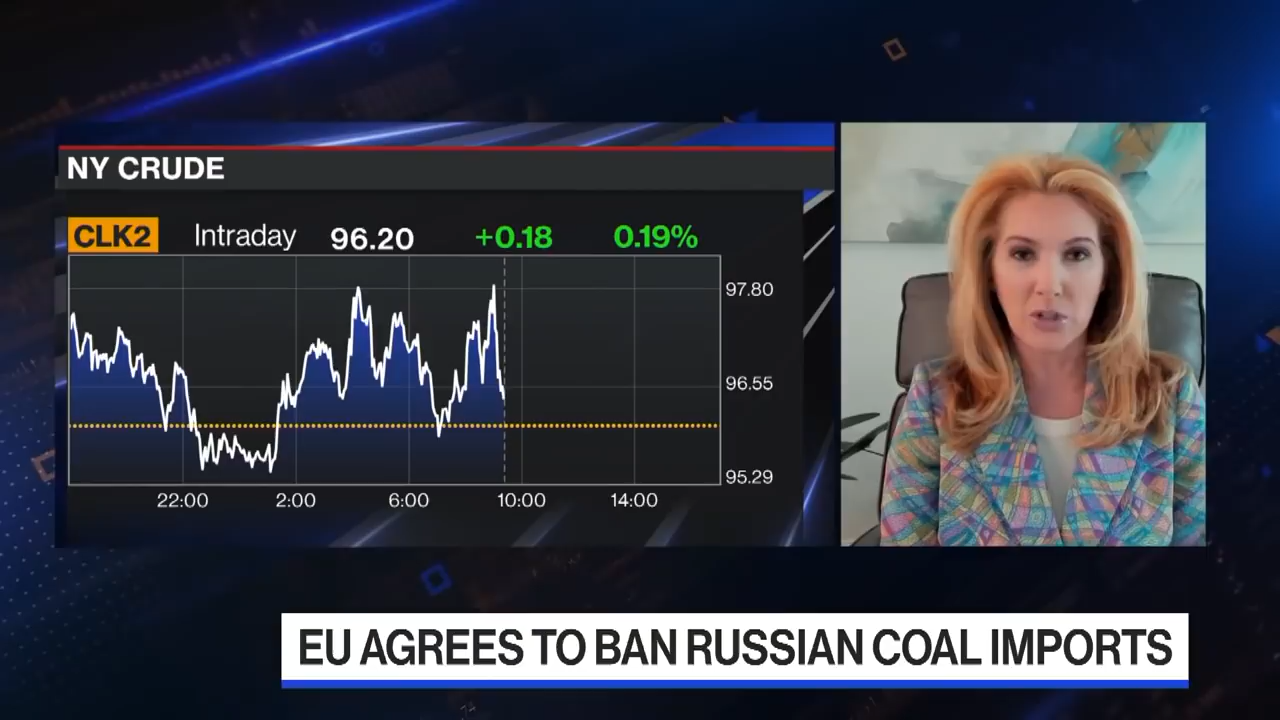 NY CRUDE
CLK2 Intraday 96.20 +0.18 0.19%
97.80
96.55
95.29
22:00 2:00 6:00 10:00 14:00
EU AGREES TO BAN RUSSIAN COAL IMPORTS